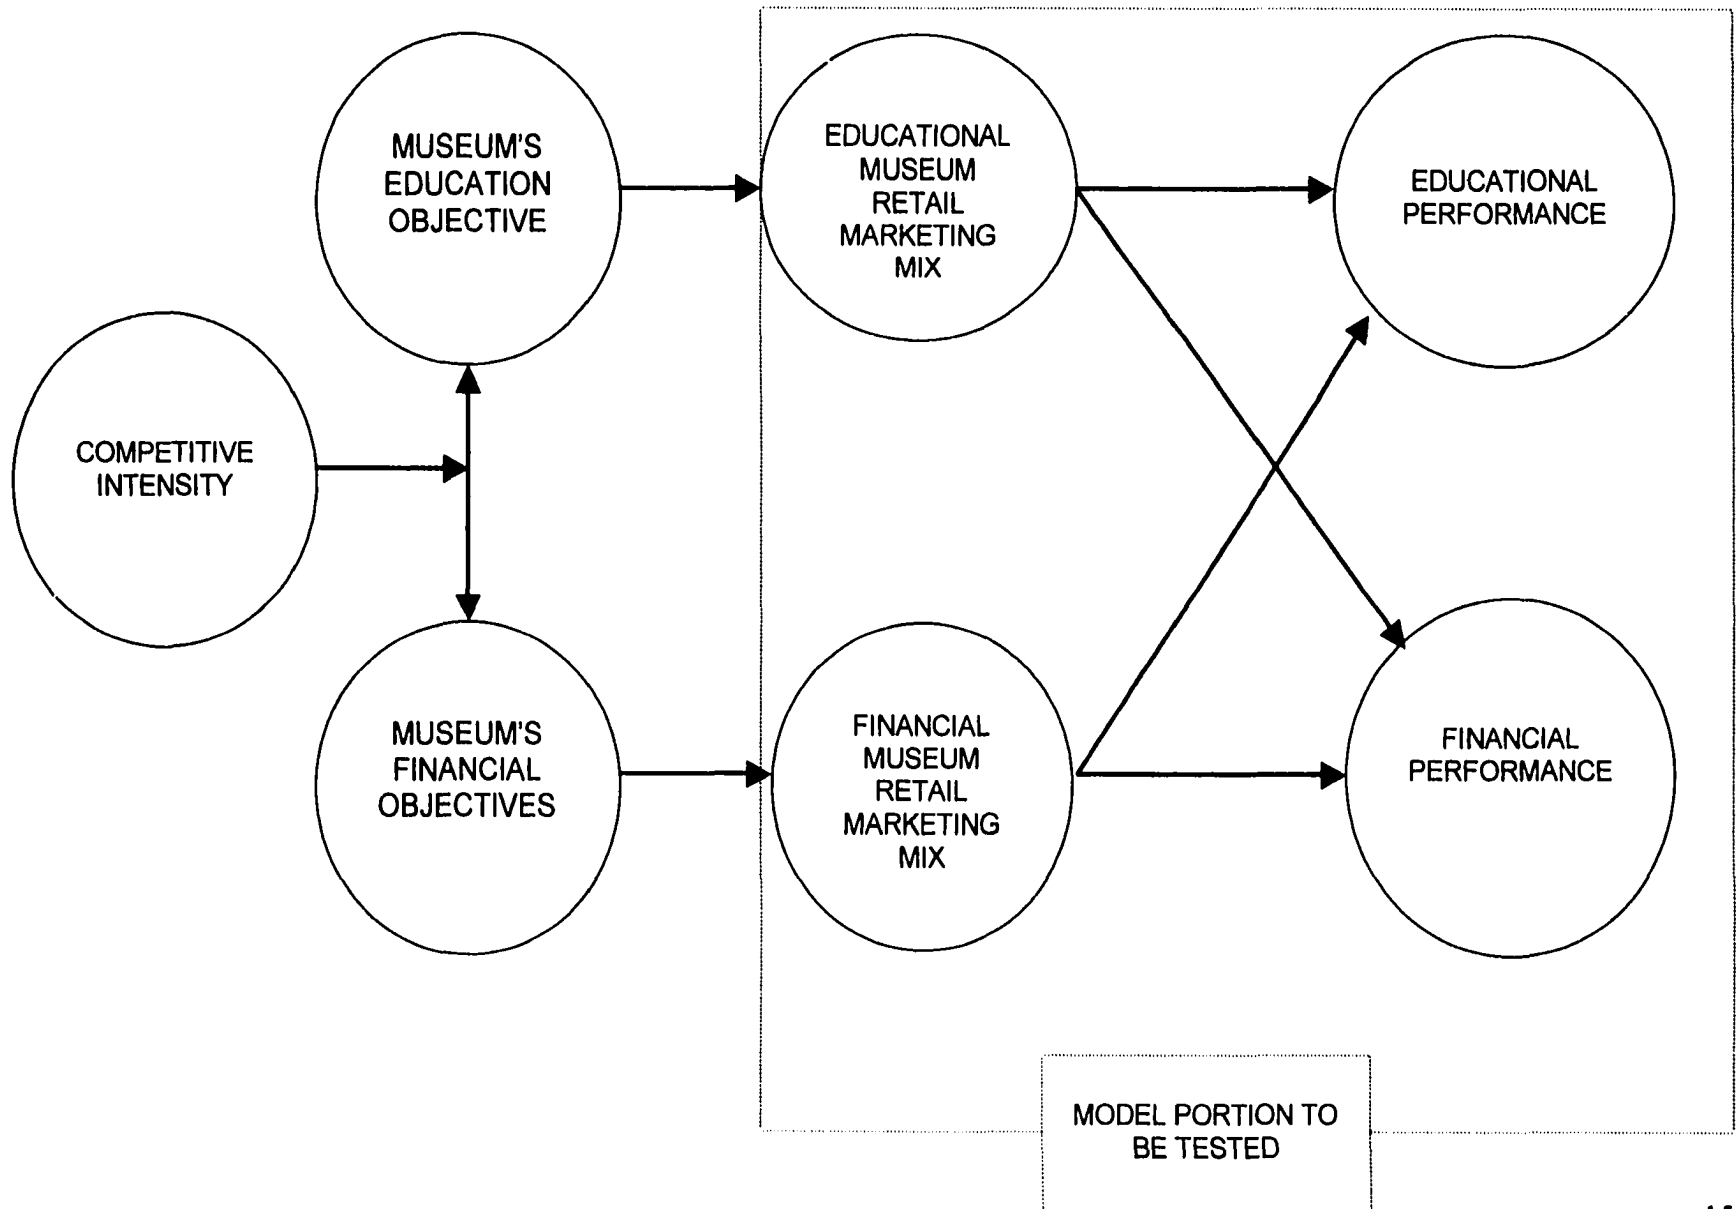 MUSEUM'S
EDUCATION
OBJECTIVE
EDUCATIONAL
MUSEUM
RETAIL
MARKETING
MIX
EDUCATIONAL
PERFORMANCE
COMPETITIVE
INTENSITY
MUSEUM'S
FINANCIAL
OBJECTIVES
FINANCIAL
MUSEUM
RETAIL
MARKETING
MIX
FINANCIAL
PERFORMANCE
MODEL PORTION TO
BE TESTED